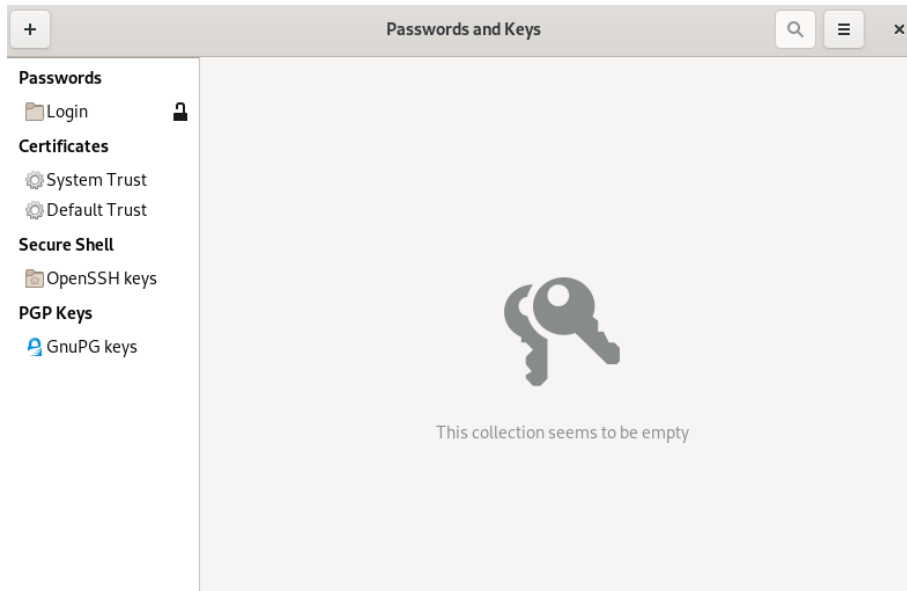 Passwords and Keys
Passwords
Login
Certificates
System Trust
Default Trust
Secure Shell
OpenSSH keys
PGP Keys
GnuPG keys
This collection seems to be empty